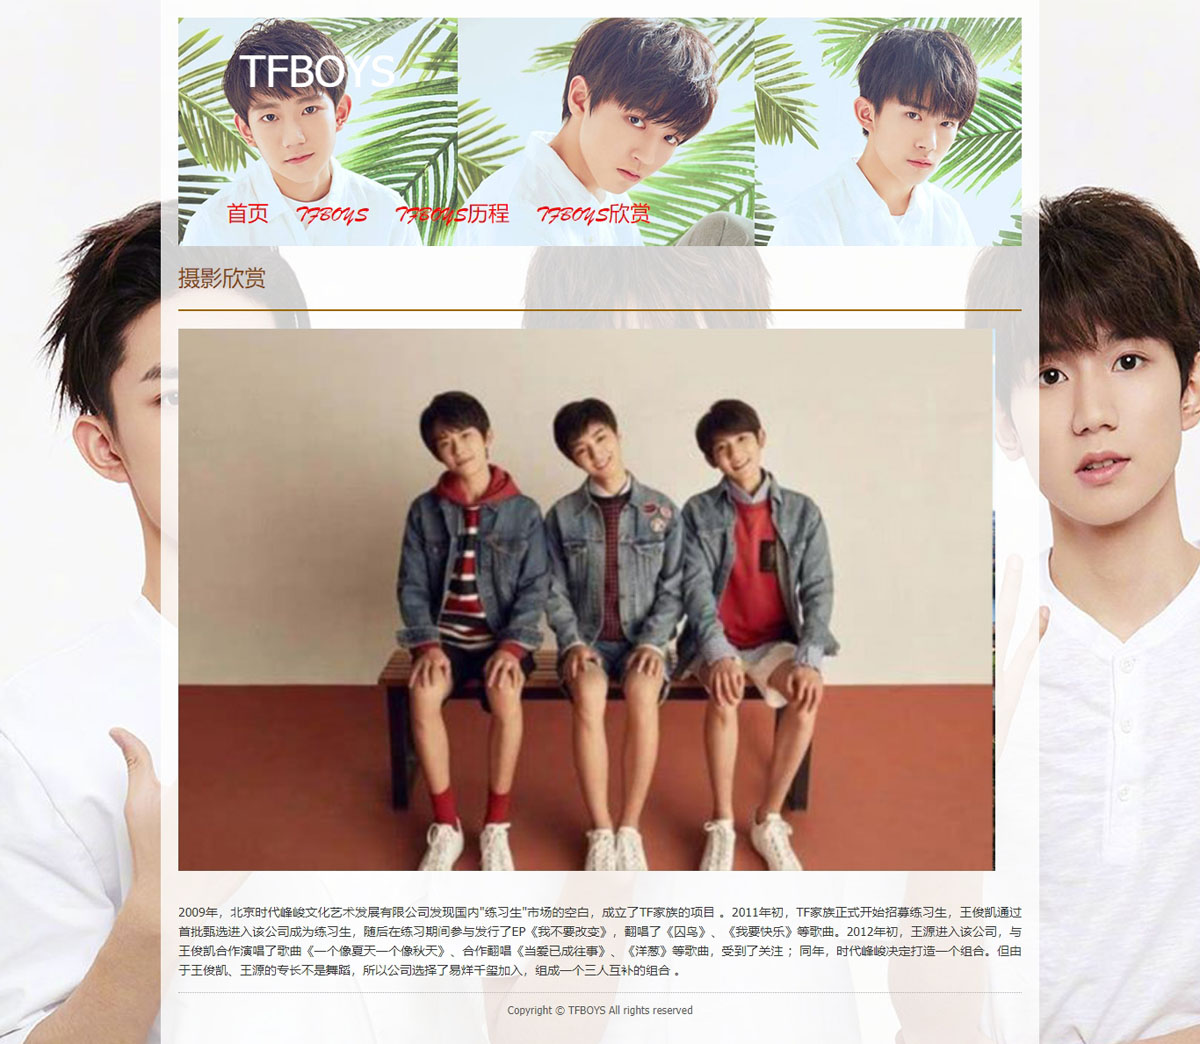 TFBOYS
首页 TFBOYS TFBOYS历程 TFBOYS欣赏
摄影欣赏
2009年，北京时代峰峻文化艺术发展有限公司发现国内"练习生"市场的空白，成立了TF家族的项目 。2011年初，TF家族正式开始招募练习生，王俊凯通过
首批甄选进入该公司成为练习生，随后在练习期间参与发行了EP《我不要改变》，翻唱了《囚鸟》、《我要快乐》等歌曲。2012年初，王源进入该公司，与
王俊凯合作演唱了歌曲《一个像夏天一个像秋天》、合作翻唱《当爱已成往事》、《洋葱》等歌曲，受到了关注 ；同年，时代峰峻决定打造一个组合。但由
于王俊凯、王源的专长不是舞蹈，所以公司选择了易烊千玺加入，组成一个三人互补的组合 。
Copyright © TFBOYS All rights reserved